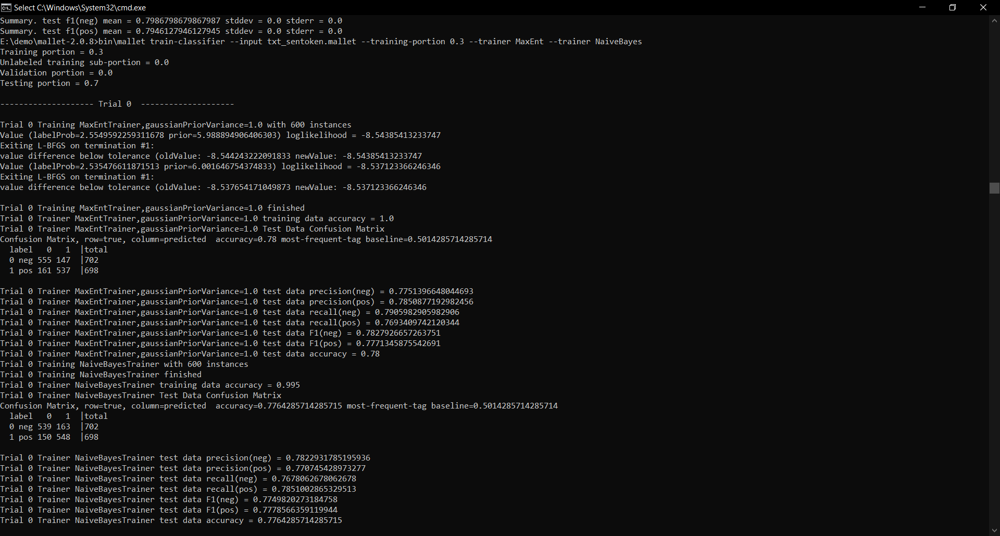 Select C:\Windows\System32\cmd.exe
Summary. test f1(neg) mean = 0.7986798679867987 stddev = 0.0 stderr = 0.0
Summary. test f1(pos) mean = 0.7946127946127945 stddev = 0.0 stderr = 0.0
E:\demo\mallet-2.0.8>bin\mallet train-classifier --input txt_sentoken.mallet --training-portion 0.3 --trainer MaxEnt --trainer NaiveBayes
Training portion = 0.3
Unlabeled training sub-portion = 0.0
Validation portion = 0.0
Testing portion = 0.7
-------------------- Trial 0  --------------------
Trial 0 Training MaxEntTrainer,gaussianPriorVariance=1.0 with 600 instances
Value (labelProb=2.5549592259311678 prior=5.988894906406303) loglikelihood = -8.54385413233747
Exiting L-BFGS on termination #1:
value difference below tolerance (oldValue: -8.544243222091833 newValue: -8.54385413233747
Value (labelProb=2.535476611871513 prior=6.001646754374833) loglikelihood = -8.537123366246346
Exiting L-BFGS on termination #1:
value difference below tolerance (oldValue: -8.537654171049873 newValue: -8.537123366246346
Trial 0 Training MaxEntTrainer,gaussianPriorVariance=1.0 finished
Trial 0 Trainer MaxEntTrainer,gaussianPriorVariance=1.0 training data accuracy = 1.0
Trial 0 Trainer MaxEntTrainer,gaussianPriorVariance=1.0 Test Data Confusion Matrix
Confusion Matrix, row=true, column=predicted  accuracy=0.78 most-frequent-tag baseline=0.5014285714285714
  label   0   1  |total
  0 neg 555 147  |702
  1 pos 161 537  |698
Trial 0 Trainer MaxEntTrainer,gaussianPriorVariance=1.0 test data precision(neg) = 0.7751396648044693
Trial 0 Trainer MaxEntTrainer,gaussianPriorVariance=1.0 test data precision(pos) = 0.7850877192982456
Trial 0 Trainer MaxEntTrainer,gaussianPriorVariance=1.0 test data recall(neg) = 0.7905982905982906
Trial 0 Trainer MaxEntTrainer,gaussianPriorVariance=1.0 test data recall(pos) = 0.7693409742120344
Trial 0 Trainer MaxEntTrainer,gaussianPriorVariance=1.0 test data F1(neg) = 0.7827926657263751
Trial 0 Trainer MaxEntTrainer,gaussianPriorVariance=1.0 test data F1(pos) = 0.7771345875542691
Trial 0 Trainer MaxEntTrainer,gaussianPriorVariance=1.0 test data accuracy = 0.78
Trial 0 Training NaiveBayesTrainer with 600 instances
Trial 0 Training NaiveBayesTrainer finished
Trial 0 Trainer NaiveBayesTrainer training data accuracy = 0.995
Trial 0 Trainer NaiveBayesTrainer Test Data Confusion Matrix
Confusion Matrix, row=true, column=predicted  accuracy=0.7764285714285715 most-frequent-tag baseline=0.5014285714285714
  label   0   1  |total
  0 neg 539 163  |702
  1 pos 150 548  |698
Trial 0 Trainer NaiveBayesTrainer test data precision(neg) = 0.7822931785195936
Trial 0 Trainer NaiveBayesTrainer test data precision(pos) = 0.770745428973277
Trial 0 Trainer NaiveBayesTrainer test data recall(neg) = 0.7678062678062678
Trial 0 Trainer NaiveBayesTrainer test data recall(pos) = 0.7851002865329513
Trial 0 Trainer NaiveBayesTrainer test data F1(neg) = 0.7749820273184758
Trial 0 Trainer NaiveBayesTrainer test data F1(pos) = 0.7778566359119944
Trial 0 Trainer NaiveBayesTrainer test data accuracy = 0.7764285714285715